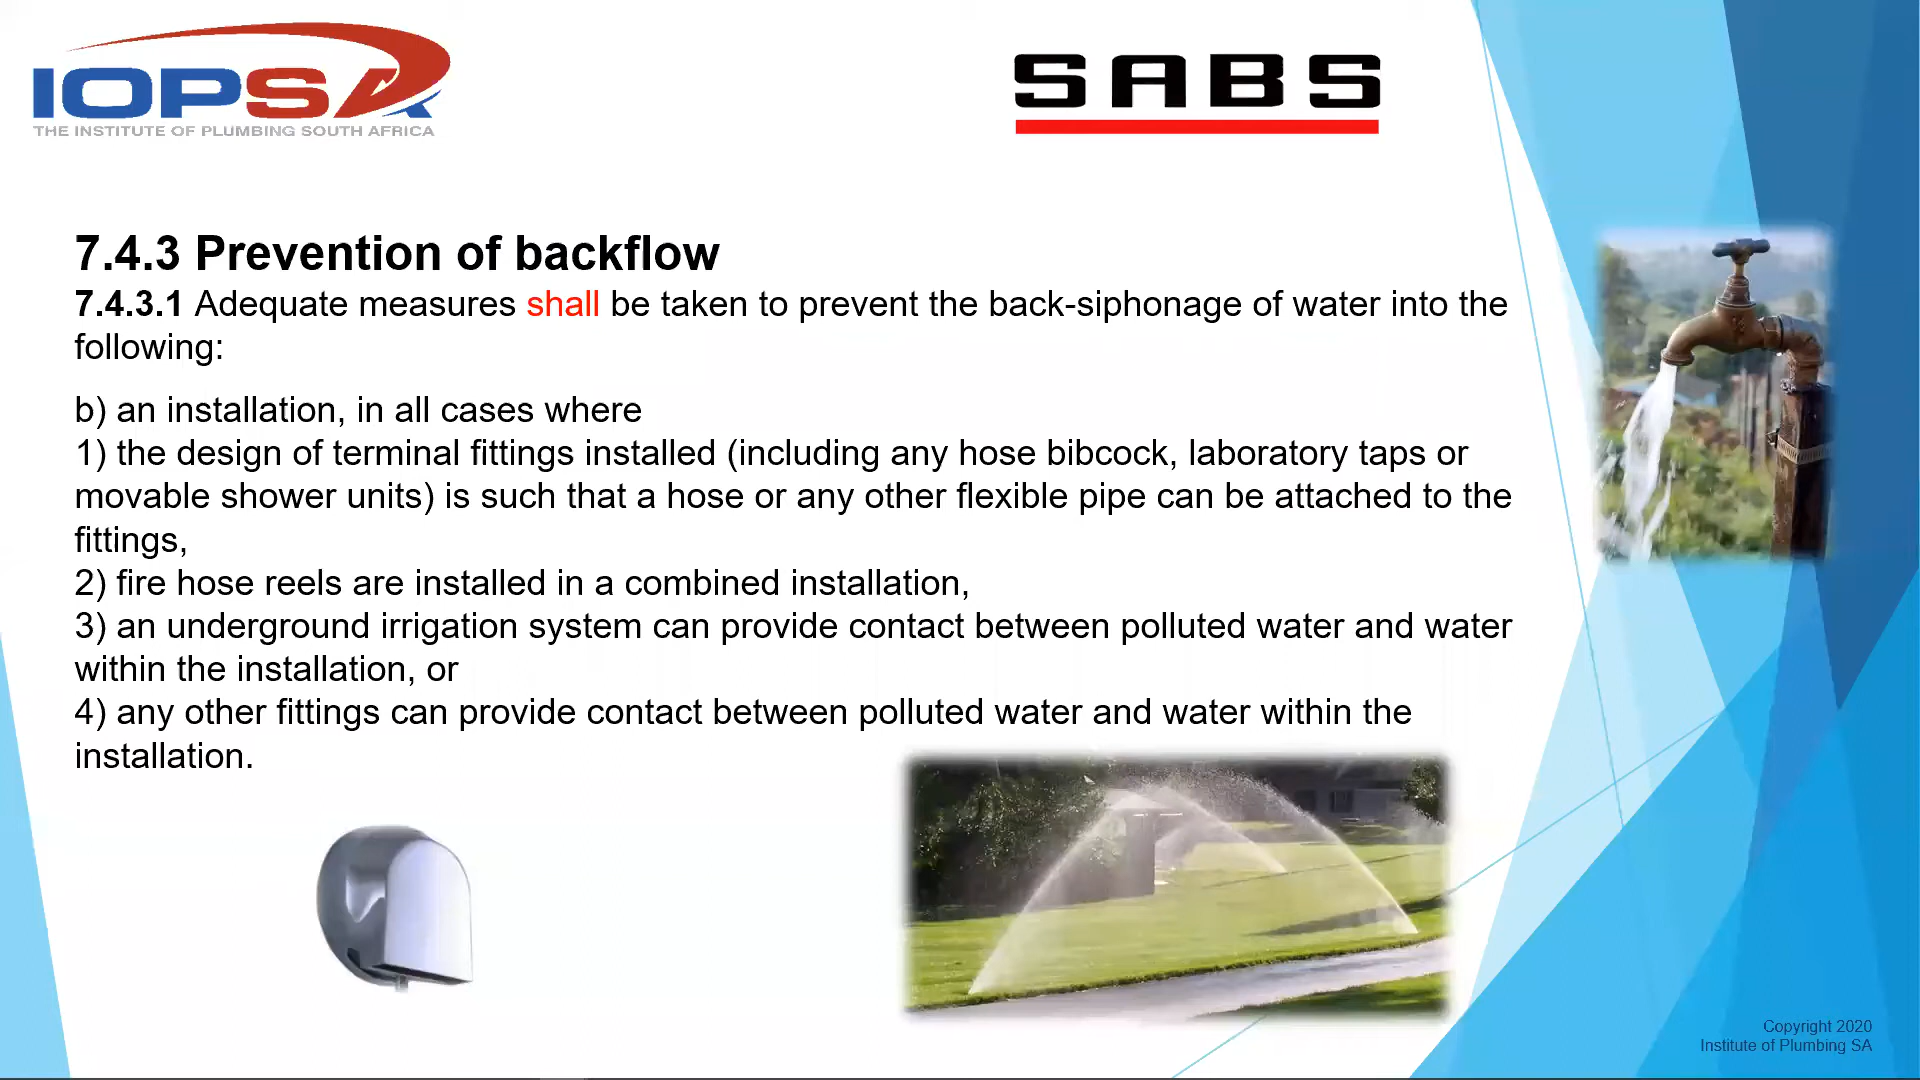 IOPSA
THE INSTITUTE OF PLUMBING SOUTH AFRICA
SABS
7.4.3 Prevention of backflow
7.4.3.1 Adequate measures shall be taken to prevent the back-siphonage of water into the
following:
b) an installation, in all cases where
1) the design of terminal fittings installed (including any hose bibcock, laboratory taps or
movable shower units) is such that a hose or any other flexible pipe can be attached to the
fittings,
2) fire hose reels are installed in a combined installation,
3) an underground irrigation system can provide contact between polluted water and water
within the installation, or
4) any other fittings can provide contact between polluted water and water within the
installation.
Copyright 2020
Institute of Plumbing SA